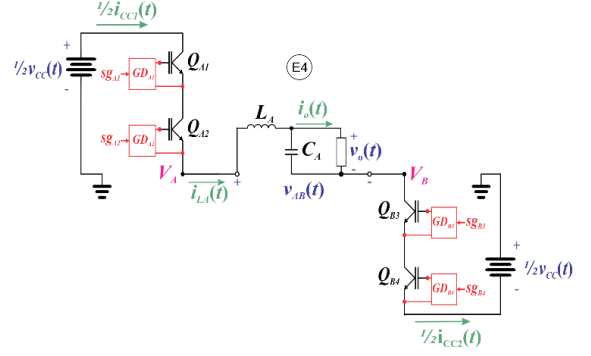 ½i_CC1(t)
+
½v_CC(t)
-
Q_A1
sg_A1
GD_A1
E4
Q_A2
sg_A2
GD_A2
L_A
i_o(t)
+
C_A
v_o(t)
-
V_A
i_LA(t)
+
v_AB(t)
-
V_B
Q_B3
GD_B3
sg_B3
+
½v_CC(t)
-
Q_B4
GD_B4
sg_B4
½i_CC2(t)